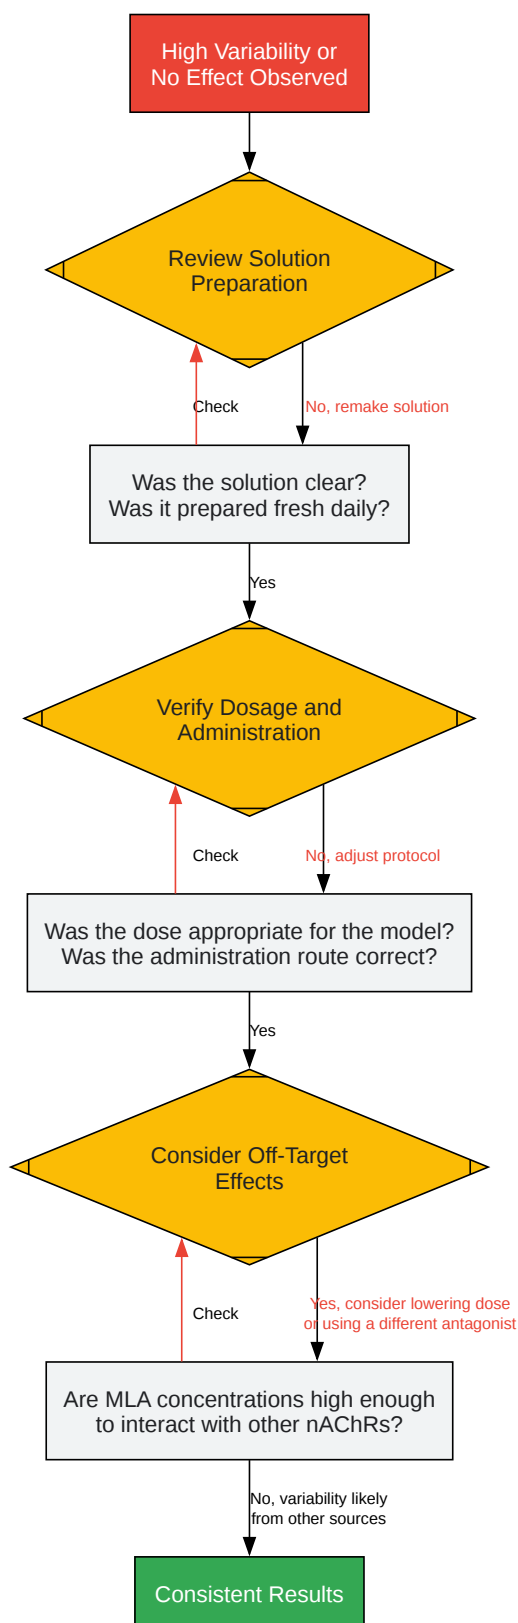 High Variability or
No Effect Observed
Review Solution
Preparation
Check
No, remake solution
Was the solution clear?
Was it prepared fresh daily?
Yes
Verify Dosage and
Administration
Check
No, adjust protocol
Was the dose appropriate for the model?
Was the administration route correct?
Yes
Consider Off-Target
Effects
Check
Yes, consider lowering dose
or using a different antagonist
Are MLA concentrations high enough
to interact with other nAChRs?
No, variability likely
from other sources
Consistent Results